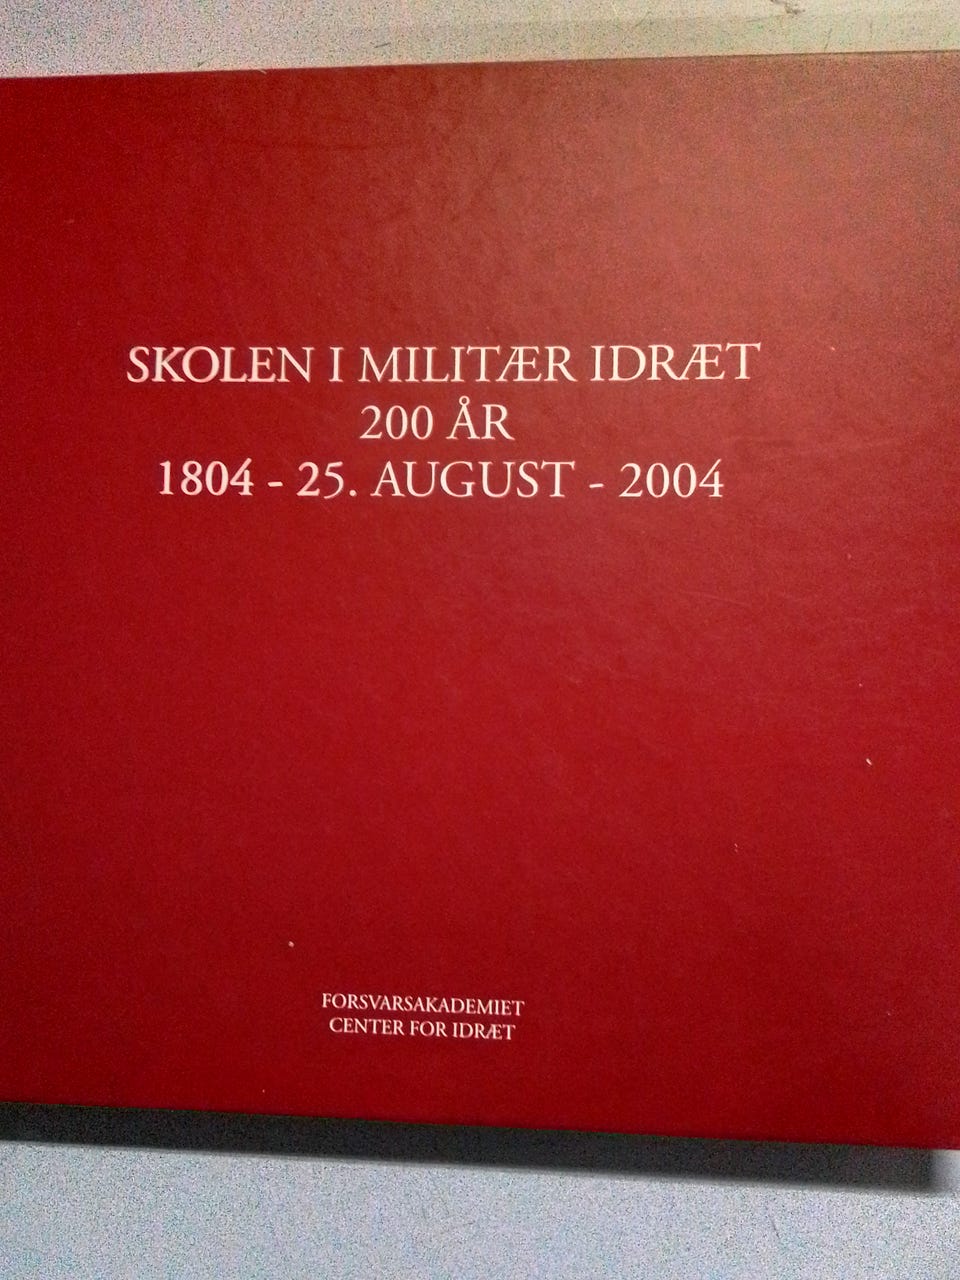 SKOLEN I MILITÆR IDRÆT
200 ÅR
1804 - 25. AUGUST - 2004
FORSVARSAKADEMIET
CENTER FOR IDRÆT